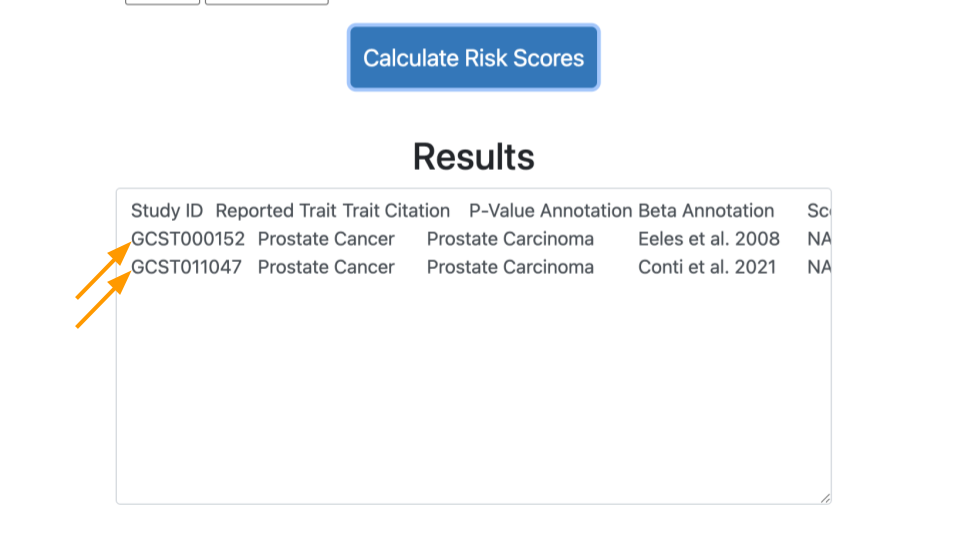 Calculate Risk Scores
Results
Study ID Reported Trait Trait Citation P-Value Annotation Beta Annotation
GCST000152 Prostate Cancer Prostate Carcinoma Eeles et al. 2008 NA
GCST011047 Prostate Cancer Prostate Carcinoma Conti et al. 2021 NA